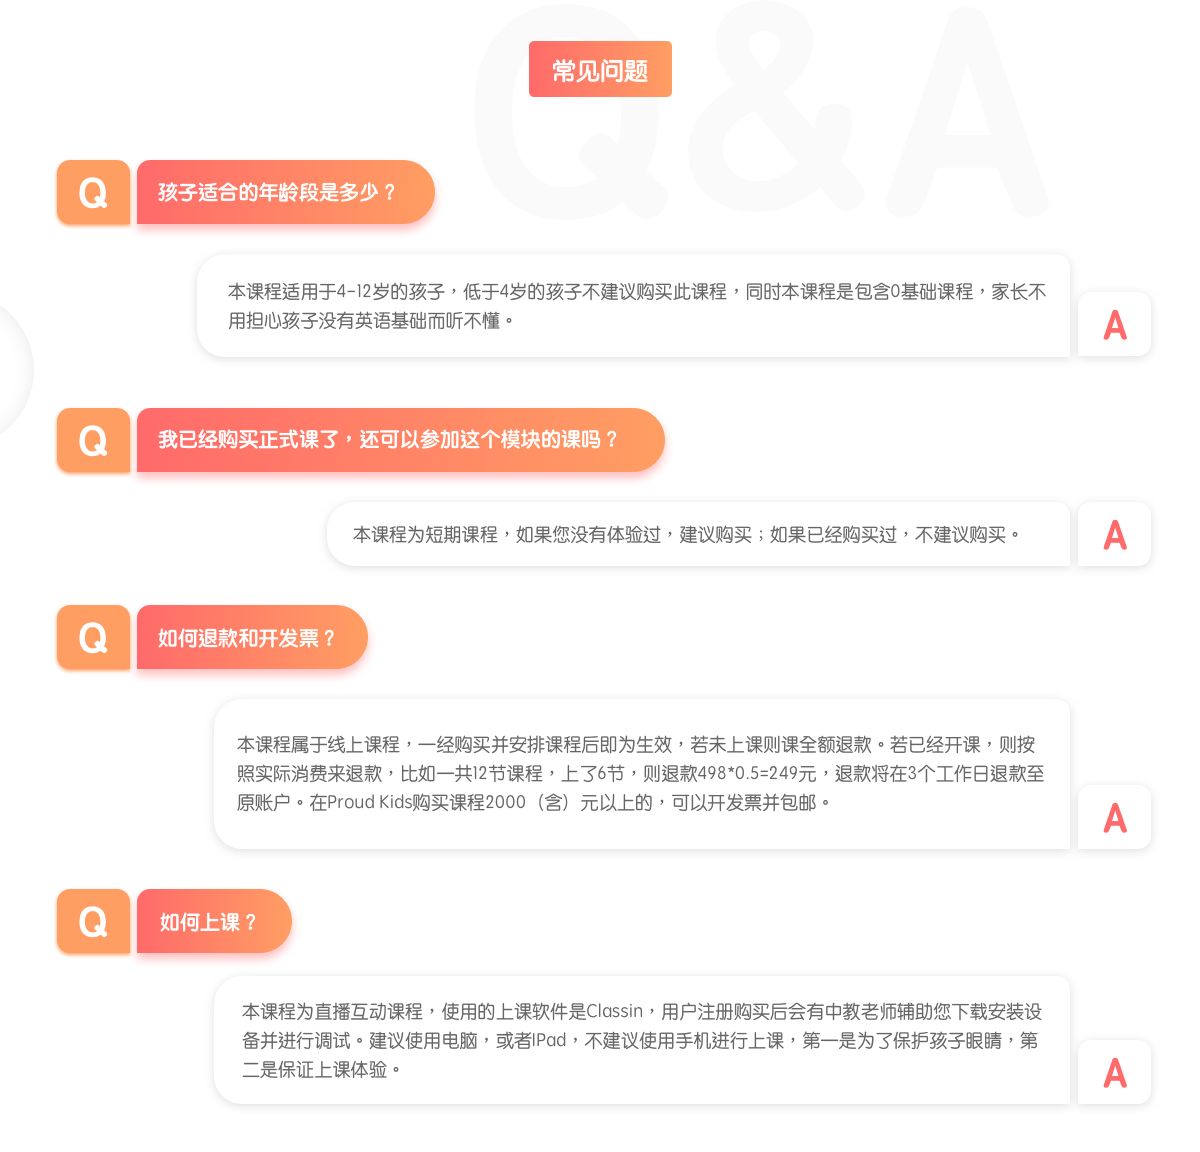 Q&A
常见问题
Q
孩子适合的年龄段是多少？
本课程适用于4-12岁的孩子，低于4岁的孩子不建议购买此课程，同时本课程是包含0基础课程，家长不
用担心孩子没有英语基础而听不懂。
A
Q
我已经购买正式课了，还可以参加这个模块的课吗？
本课程为短期课程，如果您没有体验过，建议购买；如果已经购买过，不建议购买。
A
Q
如何退款和开发票？
本课程属于线上课程，一经购买并安排课程后即为生效，若未上课则课全额退款。若已经开课，则按
照实际消费来退款，比如一共12节课程，上了6节，则退款498*0.5=249元，退款将在3个工作日退款至
原账户。在Proud Kids购买课程2000（含）元以上的，可以开发票并包邮。
A
Q
如何上课？
本课程为直播互动课程，使用的上课软件是Classin，用户注册购买后会有中教老师辅助您下载安装设
备并进行调试。建议使用电脑，或者IPad，不建议使用手机进行上课，第一是为了保护孩子眼睛，第
二是保证上课体验。
A